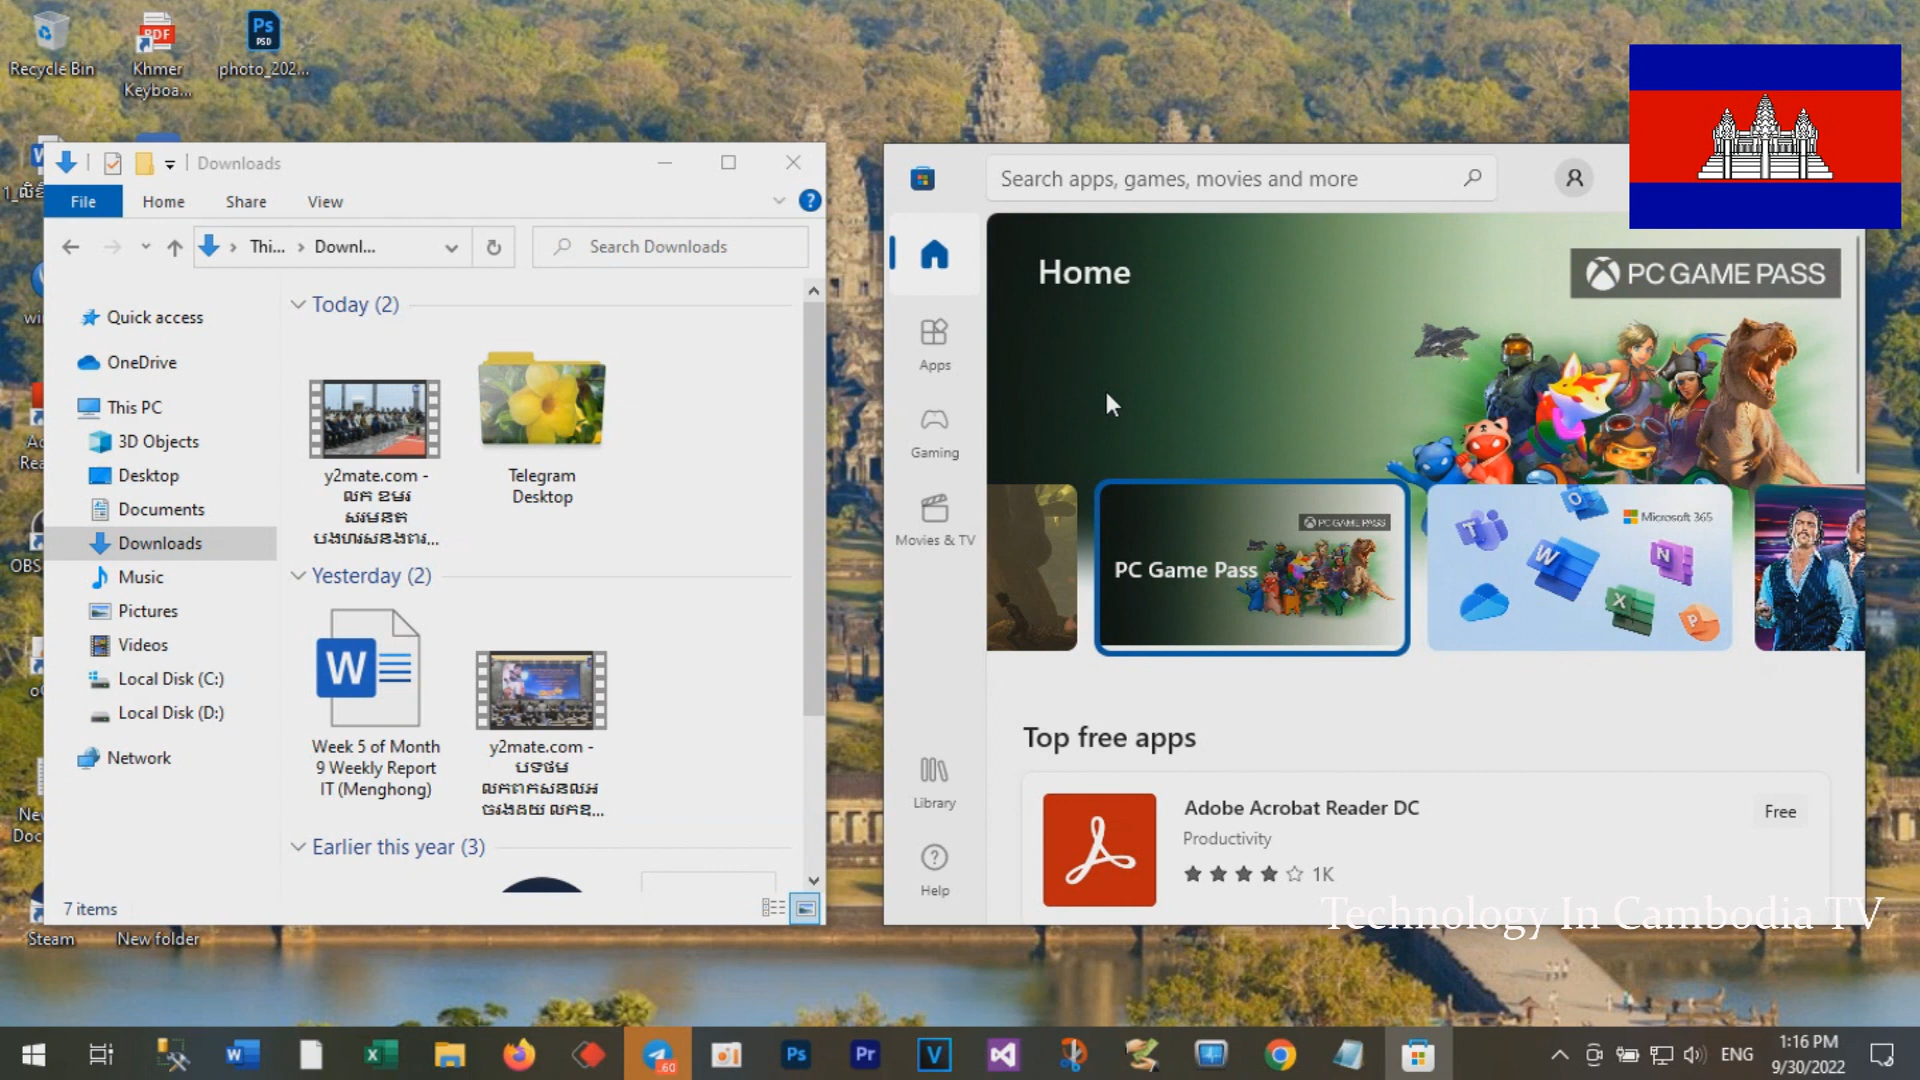 Recycle Bin
Khmer
Keyboa...
photo_202...
Downloads
File
Home
Share
View
Thi...
Downl...
Search Downloads
Quick access
OneDrive
This PC
3D Objects
Desktop
Documents
Downloads
Music
Pictures
Videos
Local Disk (C:)
Local Disk (D:)
Network
Today (2)
y2mate.com -
Telegram
Desktop
Yesterday (2)
Week 5 of Month
9 Weekly Report
IT (Menghong)
y2mate.com -
Earlier this year (3)
7 items
OBS
Steam
New folder
Search apps, games, movies and more
Home
PC GAME PASS
Apps
Gaming
Movies & TV
Library
Help
PC GAME PASS
PC Game Pass
Microsoft 365
Top free apps
Adobe Acrobat Reader DC
Productivity
1K
Free
Technology In Cambodia TV
.60
ENG
1:16 PM
9/30/2022